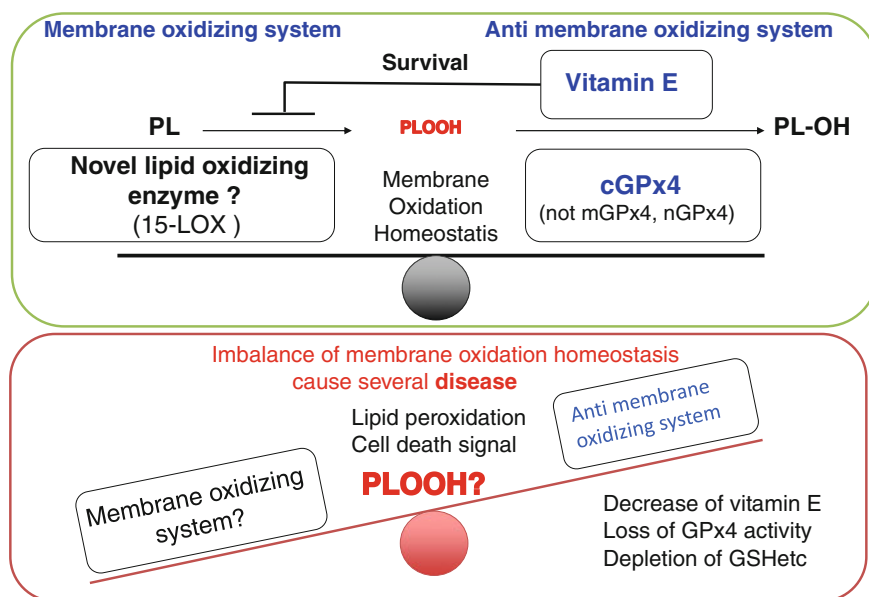 Membrane oxidizing system
Anti membrane oxidizing system
Survival
Vitamin E
PL
PLOOH
PL-OH
Novel lipid oxidizing
enzyme ?
(15-LOX )
Membrane
Oxidation
Homeostatis
cGPx4
(not mGPx4, nGPx4)
Imbalance of membrane oxidation homeostasis
cause several disease
Lipid peroxidation
Cell death signal
PLOOH?
Anti membrane
oxidizing system
Membrane oxidizing
system?
Decrease of vitamin E
Loss of GPx4 activity
Depletion of GSHetc